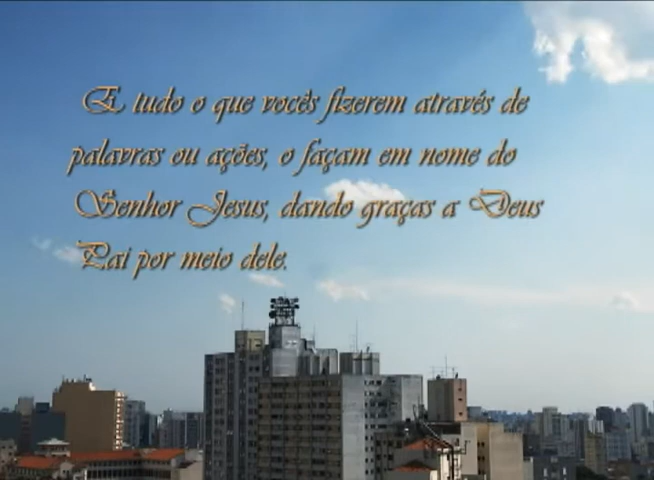 E tudo o que vocês fizerem através de
palavras ou ações, o façam em nome do
Senhor Jesus, dando graças a Deus
Pai por meio dele.